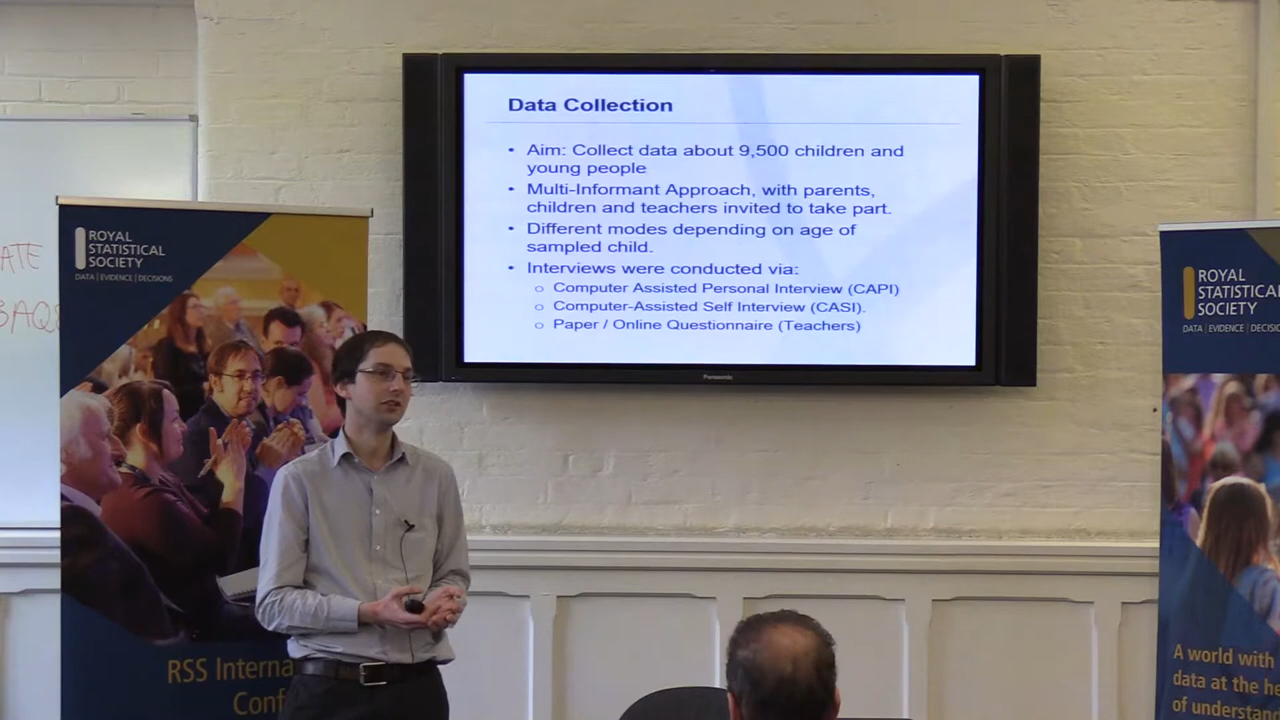 ATE
BAQ
ROYAL
STATISTICAL
SOCIETY
DATA | EVIDENCE | DECISIONS
RSS Interna
Conf
Data Collection
• Aim: Collect data about 9,500 children and
young people
• Multi-Informant Approach, with parents,
children and teachers invited to take part.
• Different modes depending on age of
sampled child.
• Interviews were conducted via:
o Computer Assisted Personal Interview (CAPI)
o Computer-Assisted Self Interview (CASI).
o Paper / Online Questionnaire (Teachers)
Panasonic
ROYAL
STATISTICAL
SOCIETY
DATA | EVIDENCE | DECISIO
A world with
data at the he
of understan